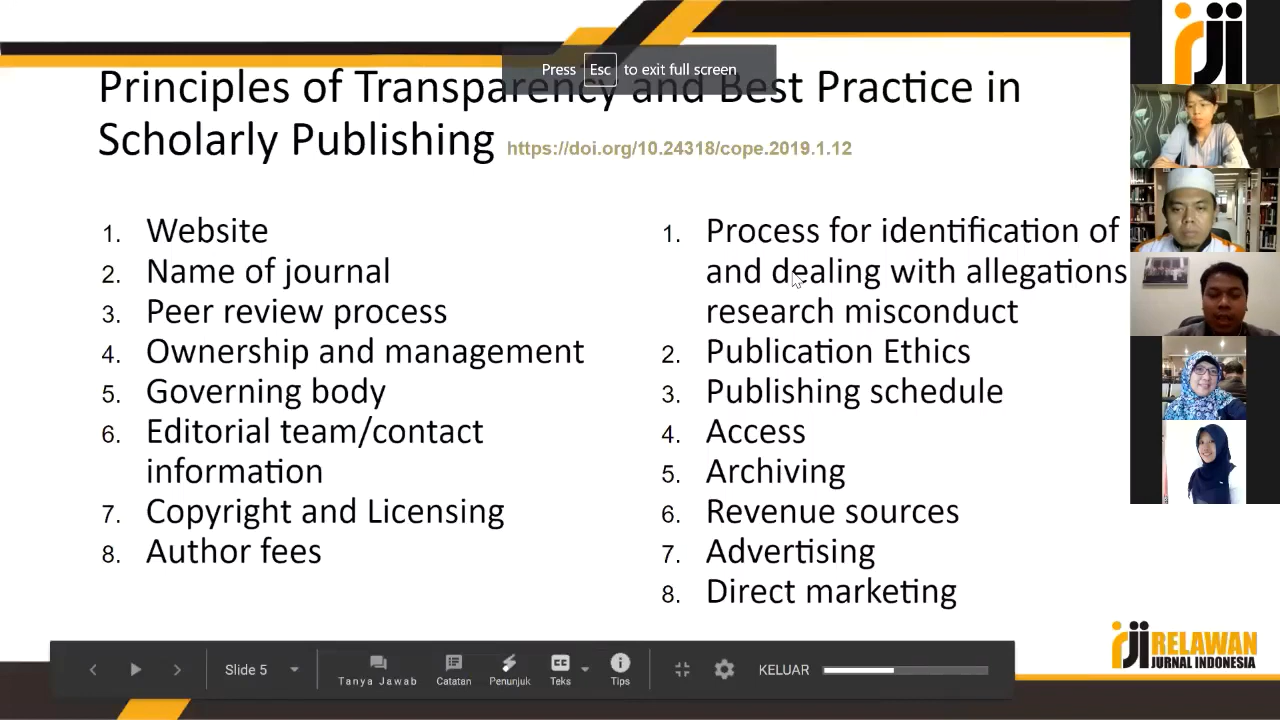 Press Esc to exit full screen
Principles of Transparency and Best Practice in
Scholarly Publishing https://doi.org/10.24318/cope.2019.1.12
1. Website
2. Name of journal
3. Peer review process
4. Ownership and management
5. Governing body
6. Editorial team/contact
information
7. Copyright and Licensing
8. Author fees
1. Process for identification of
and dealing with allegations
research misconduct
2. Publication Ethics
3. Publishing schedule
4. Access
5. Archiving
6. Revenue sources
7. Advertising
8. Direct marketing
rji
rji RELAWAN
JURNAL INDONESIA
Slide 5
Tanya Jawab
Catatan
Penunjuk
CC
Teks
Tips
KELUAR